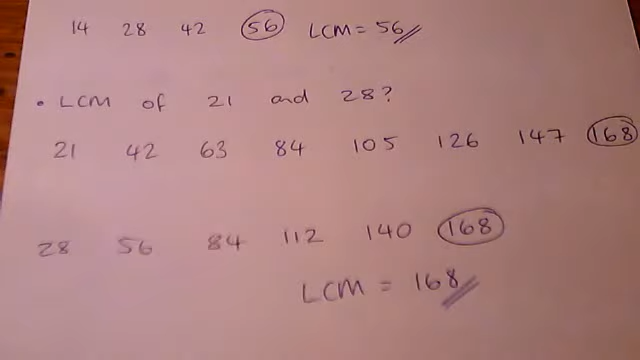 14 28 42 56 LCM = 56
• LCM of 21 and 28?
21 42 63 84 105 126 147 168
28 56 84 112 140 168
LCM = 168